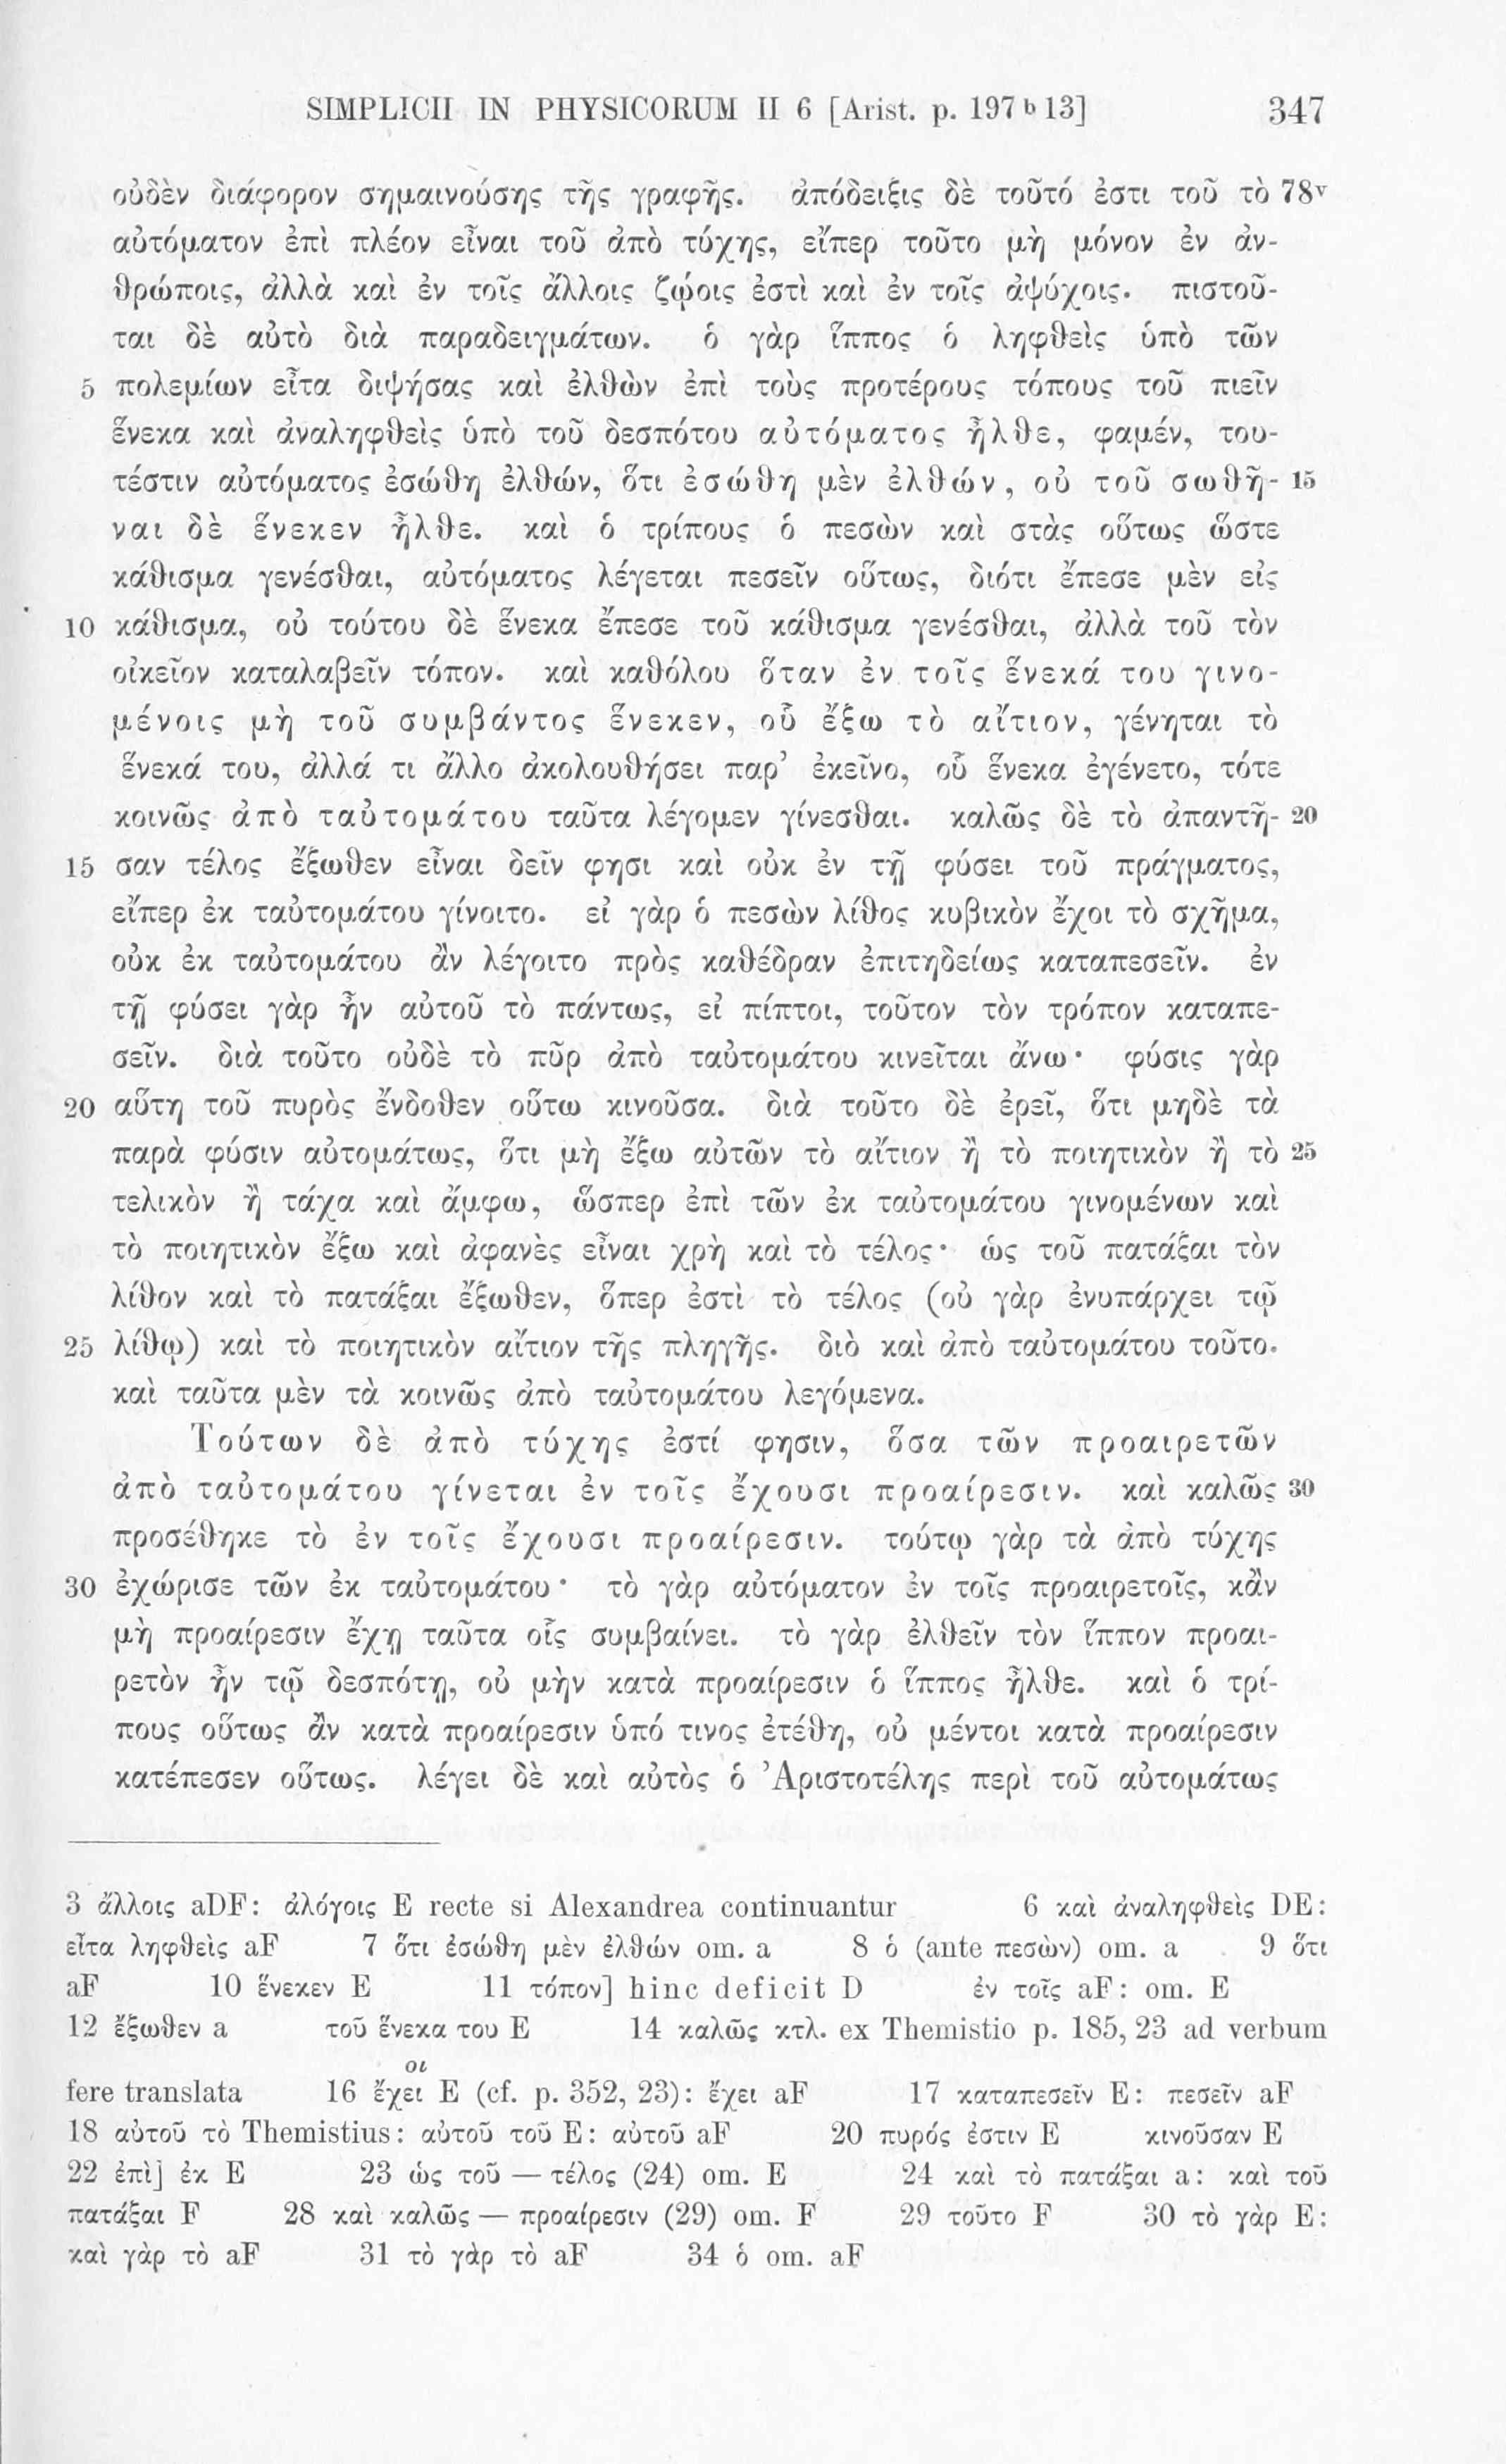 SIMPLICII IN PHYSICORUM II 6 [Arist. p. 197ᵇ13] 347
οὐδὲν διάφορον σημαινούσης τῆς γραφῆς. ἀπόδειξις δὲ τοῦτό ἐστι τοῦ τὸ 78ᵛ
αὐτόματον ἐπὶ πλέον εἶναι τοῦ ἀπὸ τύχης, εἴπερ τοῦτο μὴ μόνον ἐν ἀν-
θρώποις, ἀλλὰ καὶ ἐν τοῖς ἄλλοις ζῴοις ἐστὶ καὶ ἐν τοῖς ἀψύχοις. πιστοῦ-
ται δὲ αὐτὸ διὰ παραδειγμάτων. ὁ γὰρ ἵππος ὁ ληφθεὶς ὑπὸ τῶν
5 πολεμίων εἶτα διψήσας καὶ ἐλθὼν ἐπὶ τοὺς προτέρους τόπους τοῦ πιεῖν
ἕνεκα καὶ ἀναληφθεὶς ὑπὸ τοῦ δεσπότου αὐτόματος ἦλθε, φαμέν, του-
τέστιν αὐτόματος ἐσώθη ἐλθών, ὅτι ἐσώθη μὲν ἐλθών, οὐ τοῦ σωθῆ- 15
ναι δὲ ἕνεκεν ἦλθε. καὶ ὁ τρίπους ὁ πεσὼν καὶ στὰς οὕτως ὥστε
κάθισμα γενέσθαι, αὐτόματος λέγεται πεσεῖν οὕτως, διότι ἔπεσε μὲν εἰς
10 κάθισμα, οὐ τούτου δὲ ἕνεκα ἔπεσε τοῦ κάθισμα γενέσθαι, ἀλλὰ τοῦ τὸν
οἰκεῖον καταλαβεῖν τόπον. καὶ καθόλου ὅταν ἐν τοῖς ἕνεκά του γινο-
μένοις μὴ τοῦ συμβάντος ἕνεκεν, οὗ ἔξω τὸ αἴτιον, γένηται τὸ
ἕνεκά του, ἀλλά τι ἄλλο ἀκολουθήσει παρ’ ἐκεῖνο, οὗ ἕνεκα ἐγένετο, τότε
κοινῶς ἀπὸ ταὐτομάτου ταῦτα λέγομεν γίνεσθαι. καλῶς δὲ τὸ ἀπαντῆ- 20
15 σαν τέλος ἔξωθεν εἶναι δεῖν φησι καὶ οὐκ ἐν τῇ φύσει τοῦ πράγματος,
εἴπερ ἐκ ταὐτομάτου γίνοιτο. εἰ γὰρ ὁ πεσὼν λίθος κυβικὸν ἔχοι τὸ σχῆμα,
οὐκ ἐκ ταὐτομάτου ἂν λέγοιτο πρὸς καθέδραν ἐπιτηδείως καταπεσεῖν. ἐν
τῇ φύσει γὰρ ἦν αὐτοῦ τὸ πάντως, εἰ πίπτοι, τοῦτον τὸν τρόπον καταπε-
σεῖν. διὰ τοῦτο οὐδὲ τὸ πῦρ ἀπὸ ταὐτομάτου κινεῖται ἄνω· φύσις γὰρ
20 αὕτη τοῦ πυρὸς ἔνδοθεν οὕτω κινοῦσα. διὰ τοῦτο δὲ ἐρεῖ, ὅτι μηδὲ τὰ
παρὰ φύσιν αὐτομάτως, ὅτι μὴ ἔξω αὐτῶν τὸ αἴτιον ἢ τὸ ποιητικὸν ἢ τὸ 25
τελικὸν ἢ τάχα καὶ ἄμφω, ὥσπερ ἐπὶ τῶν ἐκ ταὐτομάτου γινομένων καὶ
τὸ ποιητικὸν ἔξω καὶ ἀφανὲς εἶναι χρὴ καὶ τὸ τέλος· ὡς τοῦ πατάξαι τὸν
λίθον καὶ τὸ πατάξαι ἔξωθεν, ὅπερ ἐστὶ τὸ τέλος (οὐ γὰρ ἐνυπάρχει τῷ
25 λίθῳ) καὶ τὸ ποιητικὸν αἴτιον τῆς πληγῆς. διὸ καὶ ἀπὸ ταὐτομάτου τοῦτο.
καὶ ταῦτα μὲν τὰ κοινῶς ἀπὸ ταὐτομάτου λεγόμενα.
Τούτων δὲ ἀπὸ τύχης ἐστί φησιν, ὅσα τῶν προαιρετῶν
ἀπὸ ταὐτομάτου γίνεται ἐν τοῖς ἔχουσι προαίρεσιν. καὶ καλῶς 30
προσέθηκε τὸ ἐν τοῖς ἔχουσι προαίρεσιν. τούτῳ γὰρ τὰ ἀπὸ τύχης
30 ἐχώρισε τῶν ἐκ ταὐτομάτου· τὸ γὰρ αὐτόματον ἐν τοῖς προαιρετοῖς, κἂν
μὴ προαίρεσιν ἔχῃ ταῦτα οἷς συμβαίνει. τὸ γὰρ ἐλθεῖν τὸν ἵππον προαι-
ρετὸν ἦν τῷ δεσπότῃ, οὐ μὴν κατὰ προαίρεσιν ὁ ἵππος ἦλθε. καὶ ὁ τρί-
πους οὕτως ἂν κατὰ προαίρεσιν ὑπό τινος ἐτέθη, οὐ μέντοι κατὰ προαίρεσιν
κατέπεσεν οὕτως. λέγει δὲ καὶ αὐτὸς ὁ Ἀριστοτέλης περὶ τοῦ αὐτομάτως
3 ἄλλοις aDF: ἀλόγοις E recte si Alexandrea continuantur 6 καὶ ἀναληφθεὶς DE:
εἶτα ληφθεὶς aF 7 ὅτι ἐσώθη μὲν ἐλθών om. a 8 ὁ (ante πεσὼν) om. a 9 ὅτι
aF 10 ἕνεκεν E 11 τόπον] hinc deficit D ἐν τοῖς aF: om. E
12 ἔξωθεν a τοῦ ἕνεκα του E 14 καλῶς κτλ. ex Themistio p. 185, 23 ad verbum
οι
fere translata 16 ἔχει E (cf. p. 352, 23): ἔχει aF 17 καταπεσεῖν E: πεσεῖν aF
18 αὐτοῦ τὸ Themistius: αὐτοῦ τοῦ E: αὐτοῦ aF 20 πυρός ἐστιν E κινοῦσαν E
22 ἐπὶ] ἐκ E 23 ὡς τοῦ — τέλος (24) om. E 24 καὶ τὸ πατάξαι a: καὶ τοῦ
πατάξαι F 28 καὶ καλῶς — προαίρεσιν (29) om. F 29 τοῦτο F 30 τὸ γὰρ E:
καὶ γὰρ τὸ aF 31 τὸ γὰρ τὸ aF 34 ὁ om. aF